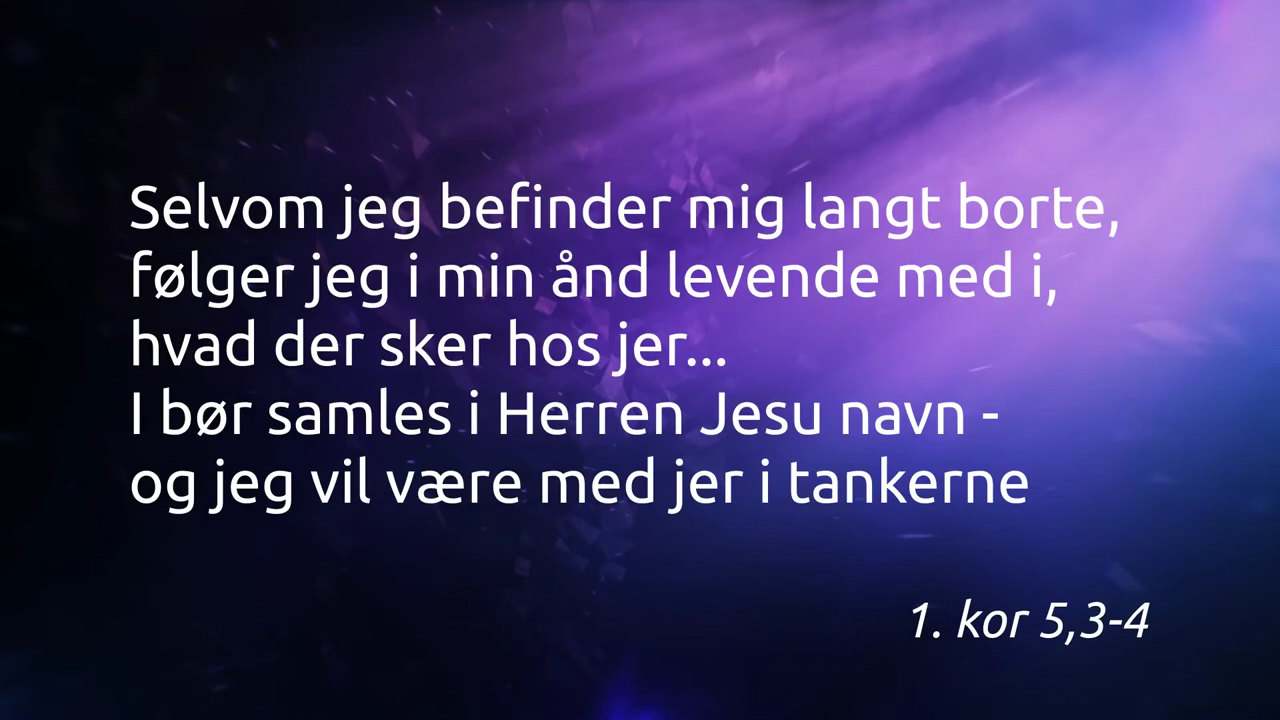 Selvom jeg befinder mig langt borte,
følger jeg i min ånd levende med i,
hvad der sker hos jer...
I bør samles i Herren Jesu navn -
og jeg vil være med jer i tankerne
1. kor 5,3-4